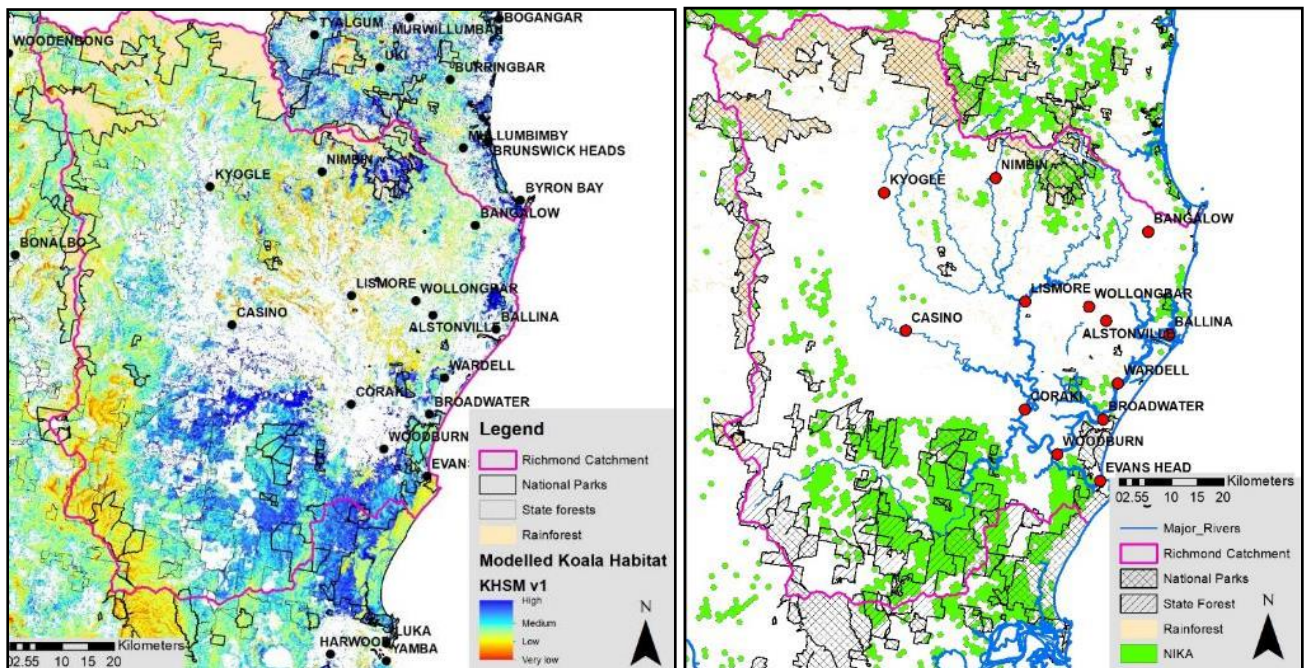 TYALGUM
BOGANGAR
MURWILLUMBAH
WOODENBONG
UKI
BURRINGBAR
MULLUMBIMBY
BRUNSWICK HEADS
NIMBIN
KYOGLE
BYRON BAY
BANGALOW
BONALBO
LISMORE
WOLLONGBAR
CASINO
ALSTONVILLE
BALLINA
WARDELL
CORAKI
BROADWATER
WOODBURN
EVANS
HARWOOD
LUKA
YAMBA
Legend
Richmond Catchment
National Parks
State forests
Rainforest
Modelled Koala Habitat
KHSM v1
High
Medium
Low
Very low
N
Kilometers
02.55 10 15 20
NIMBIN
KYOGLE
BANGALOW
LISMORE
WOLLONGBAR
CASINO
ALSTONVILLE
BALLINA
WARDELL
CORAKI
BROADWATER
WOODBURN
EVANS HEAD
Kilometers
02.55 10 15 20
Major_Rivers
Richmond Catchment
National Parks
State Forest
Rainforest
NIKA
N